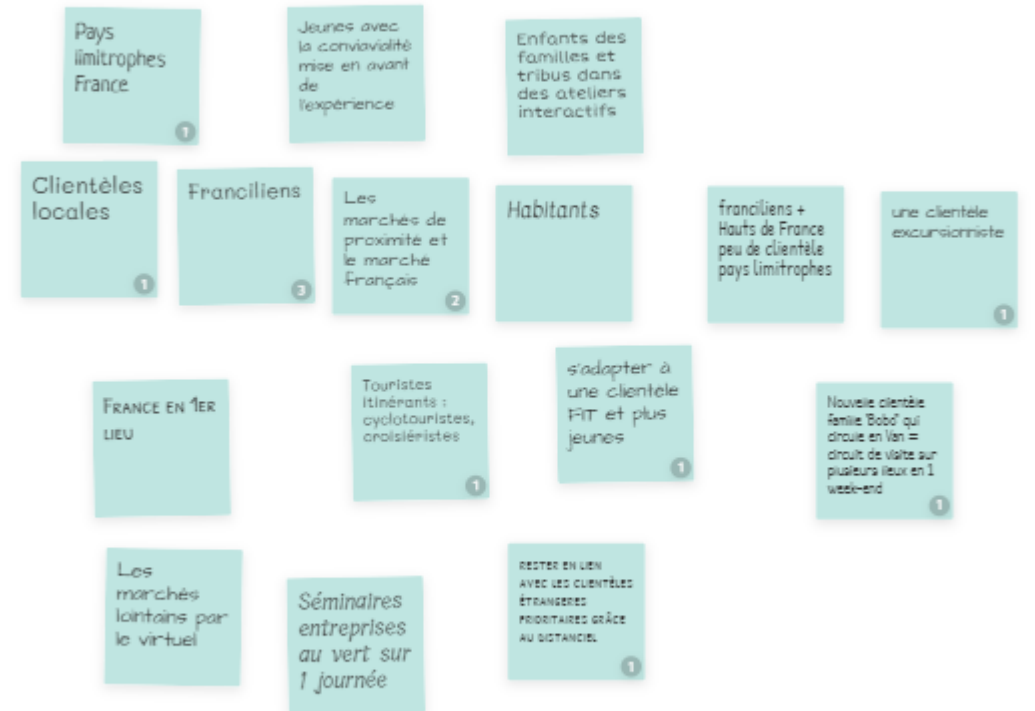 Pays
limitrophes
France
1
Jeunes avec
la conviavialité
mise en avant
de
l'expérience
Enfants des
familles et
tribus dans
des ateliers
interactifs
Clientèles
locales
1
Franciliens
3
Les
marchés de
proximité et
le marché
français
2
Habitants
franciliens +
Hauts de France
peu de clientèle
pays limitrophes
une clientèle
excursionniste
1
FRANCE EN 1ER
LIEU
Touristes
itinérants :
cyclotouristes,
croisiéristes
1
s'adapter à
une clientèle
FIT et plus
jeunes
1
Nouvelle clientèle
famille "Bobo" qui
circule en Van =
circuit de visite sur
plusieurs lieux en 1
week-end
1
Les
marchés
lointains par
le virtuel
Séminaires
entreprises
au vert sur
1 journée
RESTER EN LIEN
AVEC LES CLIENTÈLES
ÉTRANGERES
PRIORITAIRES GRÂCE
AU DISTANCIEL
1